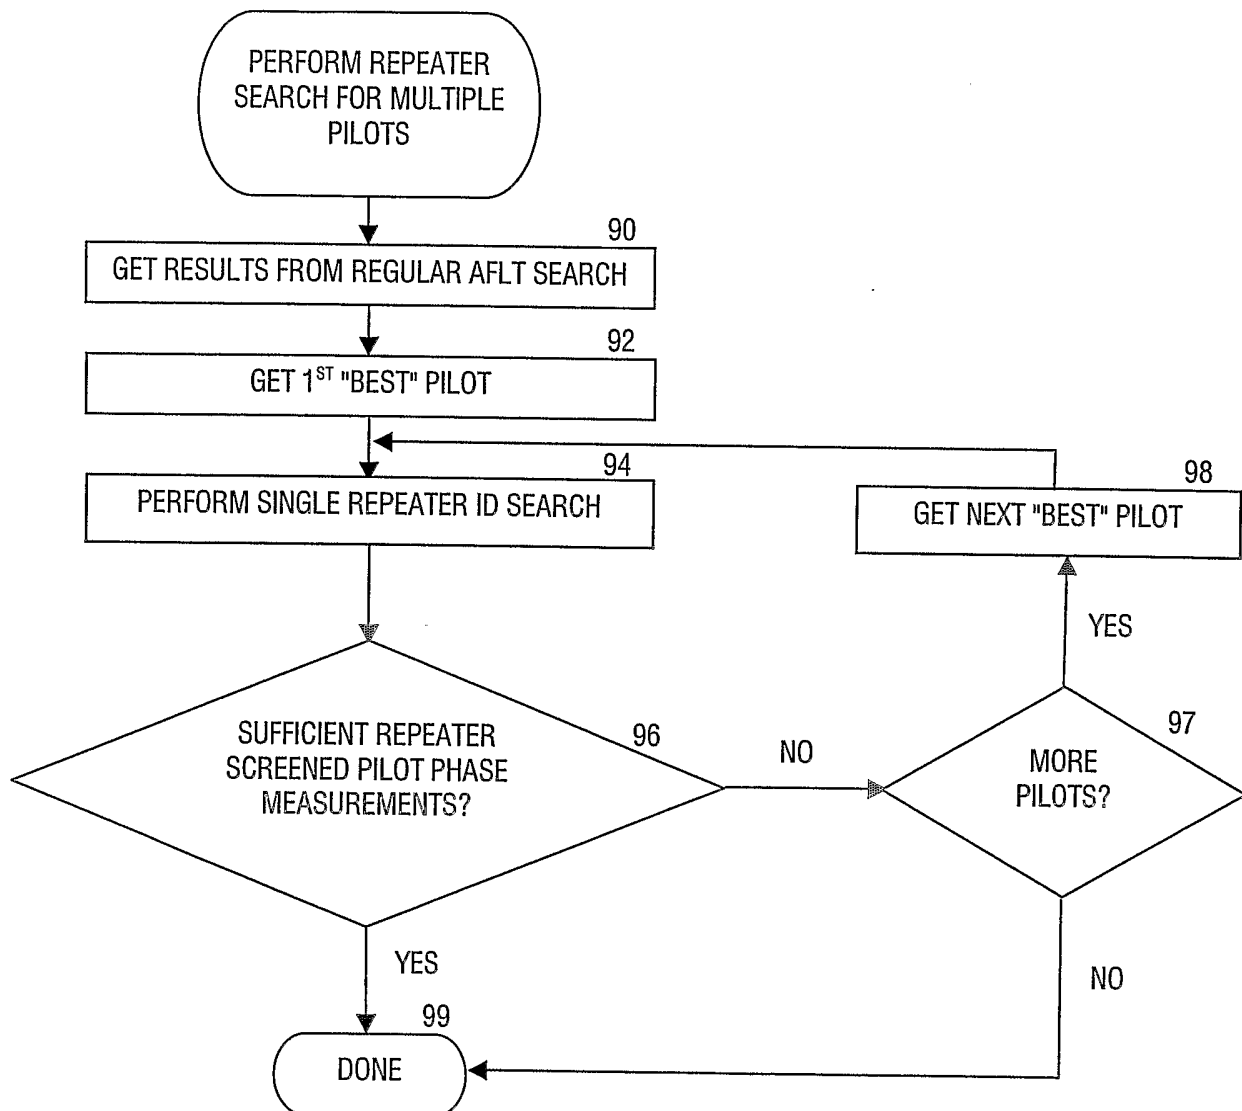 PERFORM REPEATER
SEARCH FOR MULTIPLE
PILOTS
90
GET RESULTS FROM REGULAR AFLT SEARCH
92
GET 1ST "BEST" PILOT
94
PERFORM SINGLE REPEATER ID SEARCH
98
GET NEXT "BEST" PILOT
YES
SUFFICIENT REPEATER
SCREENED PILOT PHASE
MEASUREMENTS?
96
NO
97
MORE
PILOTS?
YES
NO
99
DONE